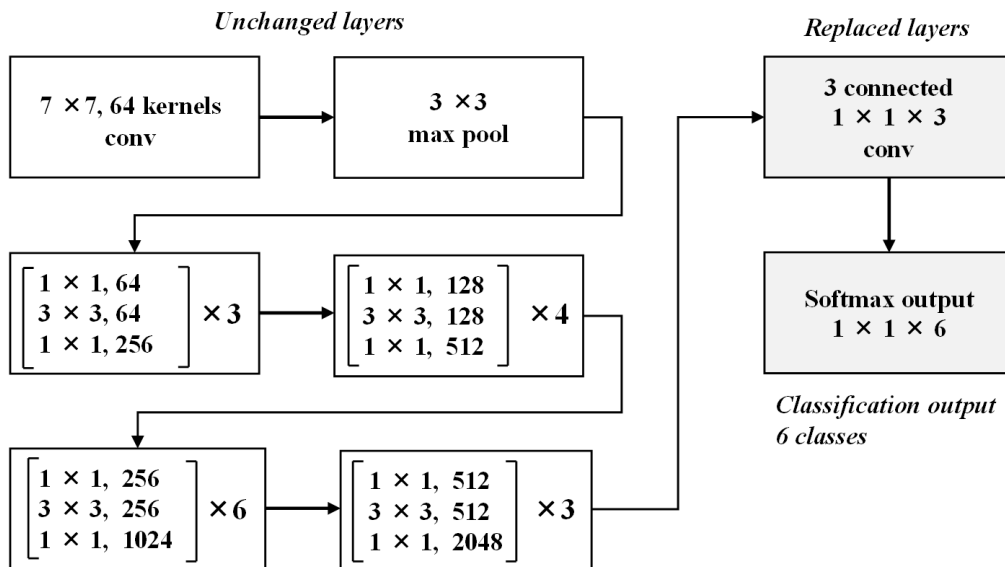 Unchanged layers
7 × 7, 64 kernels
conv
3 × 3
max pool
1 × 1, 64
3 × 3, 64
1 × 1, 256
× 3
1 × 1, 128
3 × 3, 128
1 × 1, 512
× 4
1 × 1, 256
3 × 3, 256
1 × 1, 1024
× 6
1 × 1, 512
3 × 3, 512
1 × 1, 2048
× 3
Replaced layers
3 connected
1 × 1 × 3
conv
Softmax output
1 × 1 × 6
Classification output
6 classes